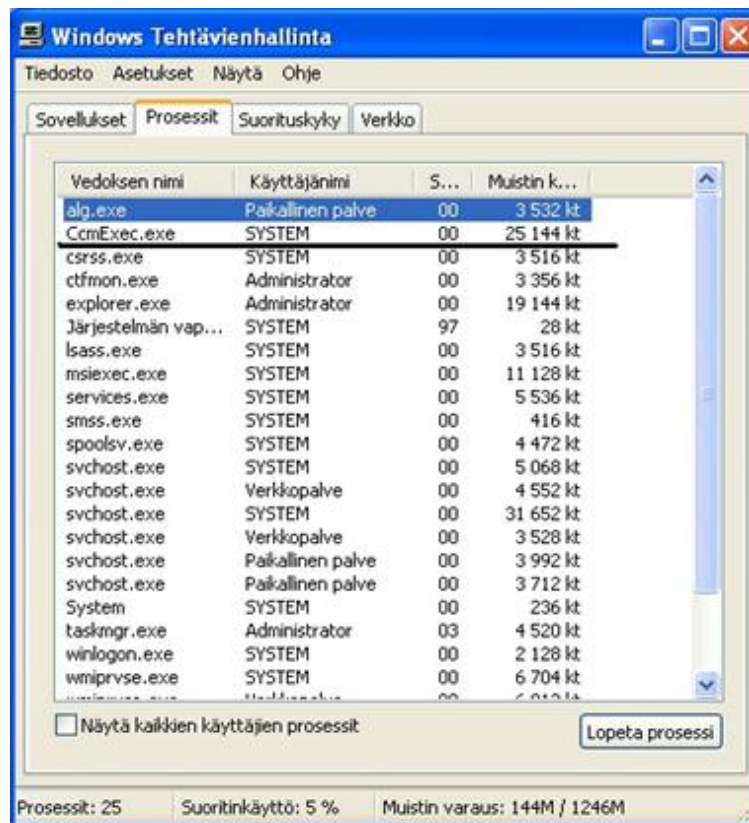 Windows Tehtävienhallinta
Tiedosto Asetukset Näytä Ohje
Sovellukset Prosessit Suorituskyky Verkko
Vedoksen nimi Käyttäjänimi S... Muistin k...
alg.exe Paikallinen palve 00 3 532 kt
CcmExec.exe SYSTEM 00 25 144 kt
csrss.exe SYSTEM 00 3 516 kt
ctfmon.exe Administrator 00 3 356 kt
explorer.exe Administrator 00 19 144 kt
Järjestelmän vap... SYSTEM 97 28 kt
lsass.exe SYSTEM 00 3 516 kt
msiexec.exe SYSTEM 00 11 128 kt
services.exe SYSTEM 00 5 536 kt
smss.exe SYSTEM 00 416 kt
spoolsv.exe SYSTEM 00 4 472 kt
svchost.exe SYSTEM 00 5 068 kt
svchost.exe Verkkopalve 00 4 552 kt
svchost.exe SYSTEM 00 31 652 kt
svchost.exe Verkkopalve 00 3 528 kt
svchost.exe Paikallinen palve 00 3 992 kt
svchost.exe Paikallinen palve 00 3 712 kt
System SYSTEM 00 236 kt
taskmgr.exe Administrator 03 4 520 kt
winlogon.exe SYSTEM 00 2 128 kt
wmiprvse.exe SYSTEM 00 6 704 kt
Näytä kaikkien käyttäjien prosessit Lopeta prosessi
Prosessit: 25 Suoritinkäyttö: 5 % Muistin varaus: 144M / 1246M